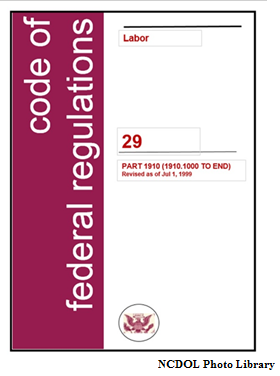 code of
federal regulations
Labor
29
PART 1910 (1910.1000 TO END)
Revised as of Jul 1, 1999
NCDOL Photo Library